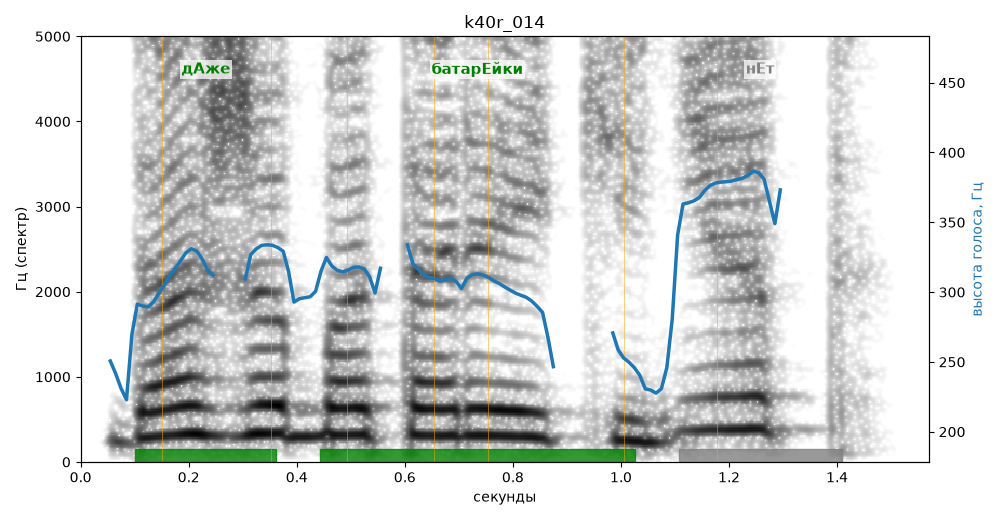 k40r_014
дАже
батарЕйки
нЕт
Гц (спектр)
5000
4000
3000
2000
1000
0
0.0 0.2 0.4 0.6 0.8 1.0 1.2 1.4
секунды
450
400
350
300
250
200
высота голоса, Гц